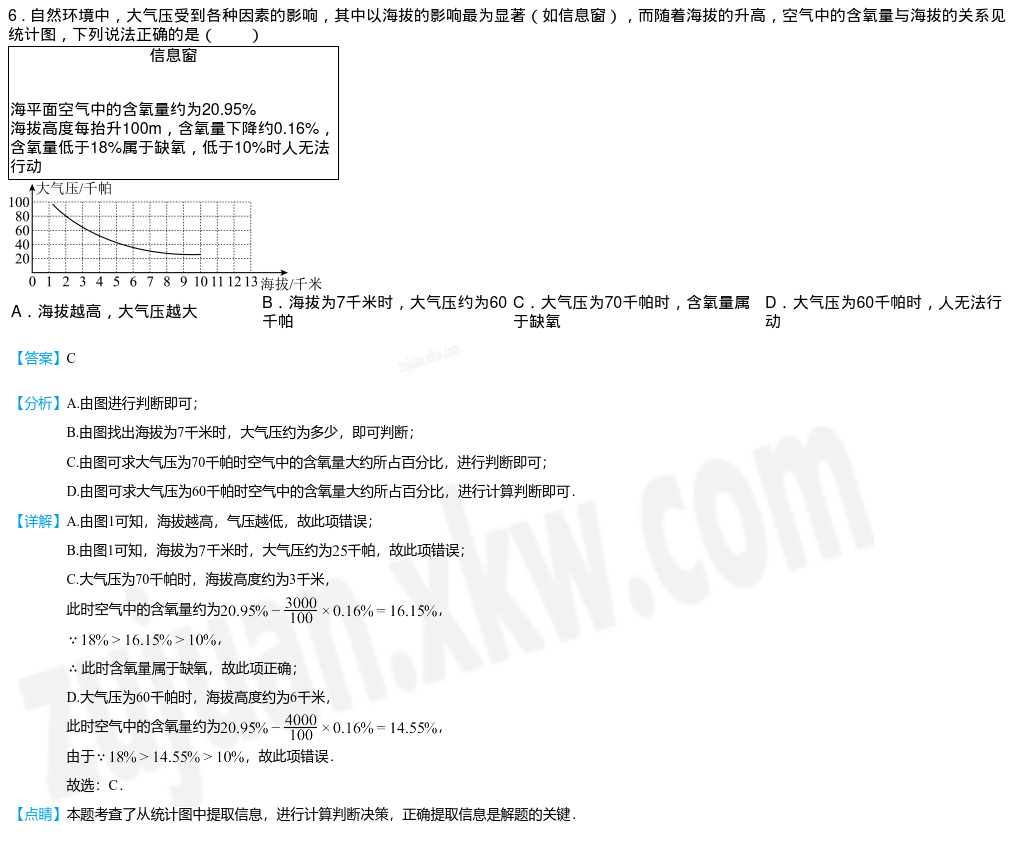 6．自然环境中，大气压受到各种因素的影响，其中以海拔的影响最为显著（如信息窗），而随着海拔的升高，空气中的含氧量与海拔的关系见
统计图，下列说法正确的是（　　）
信息窗
海平面空气中的含氧量约为20.95%
海拔高度每抬升100m，含氧量下降约0.16%，
含氧量低于18%属于缺氧，低于10%时人无法
行动
大气压/千帕
100
80
60
40
20
0 1 2 3 4 5 6 7 8 9 10 11 12 13 海拔/千米
A．海拔越高，大气压越大
B．海拔为7千米时，大气压约为60
千帕
C．大气压为70千帕时，含氧量属
于缺氧
D．大气压为60千帕时，人无法行
动
【答案】C
zujuan.xkw.com
【分析】A.由图进行判断即可；
B.由图找出海拔为7千米时，大气压约为多少，即可判断；
C.由图可求大气压为70千帕时空气中的含氧量大约所占百分比，进行判断即可；
D.由图可求大气压为60千帕时空气中的含氧量大约所占百分比，进行计算判断即可．
【详解】A.由图1可知，海拔越高，气压越低，故此项错误；
B.由图1可知，海拔为7千米时，大气压约为25千帕，故此项错误；
C.大气压为70千帕时，海拔高度约为3千米，
此时空气中的含氧量约为20.95% − 3000/100 × 0.16% = 16.15%，
∵ 18% > 16.15% > 10%，
∴ 此时含氧量属于缺氧，故此项正确；
D.大气压为60千帕时，海拔高度约为6千米，
此时空气中的含氧量约为20.95% − 4000/100 × 0.16% = 14.55%，
由于∵ 18% > 14.55% > 10%，故此项错误．
故选：C．
【点睛】本题考查了从统计图中提取信息，进行计算判断决策，正确提取信息是解题的关键．
zujuan.xkw.com